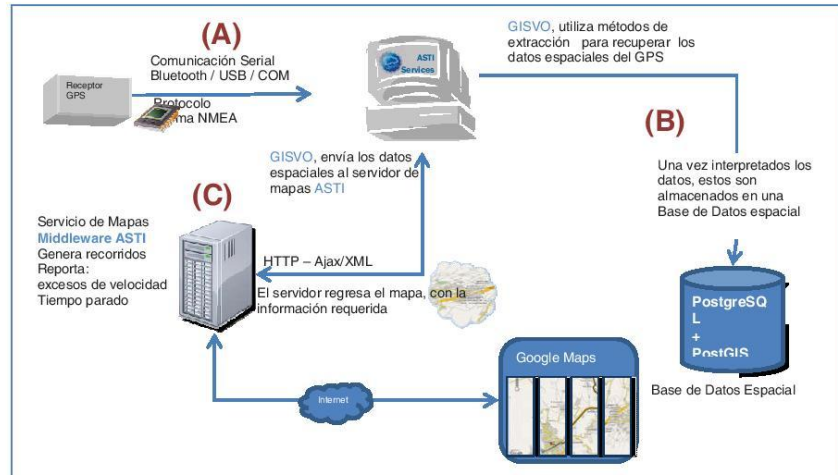 (A)
Comunicación Serial
Bluetooth / USB / COM
Receptor
GPS
Protocolo
ma NMEA
ASTI
Services
GISVO, utiliza métodos de
extracción para recuperar los
datos espaciales del GPS
(B)
Una vez interpretados los
datos, estos son
almacenados en una
Base de Datos espacial
GISVO, envía los datos
espaciales al servidor de
mapas ASTI
(C)
Servicio de Mapas
Middleware ASTI
Genera recorridos
Reporta:
excesos de velocidad
Tiempo parado
HTTP – Ajax/XML
El servidor regresa el mapa, con la
información requerida
PostgreSQ
L
+
PostGIS
Base de Datos Espacial
Google Maps
Internet